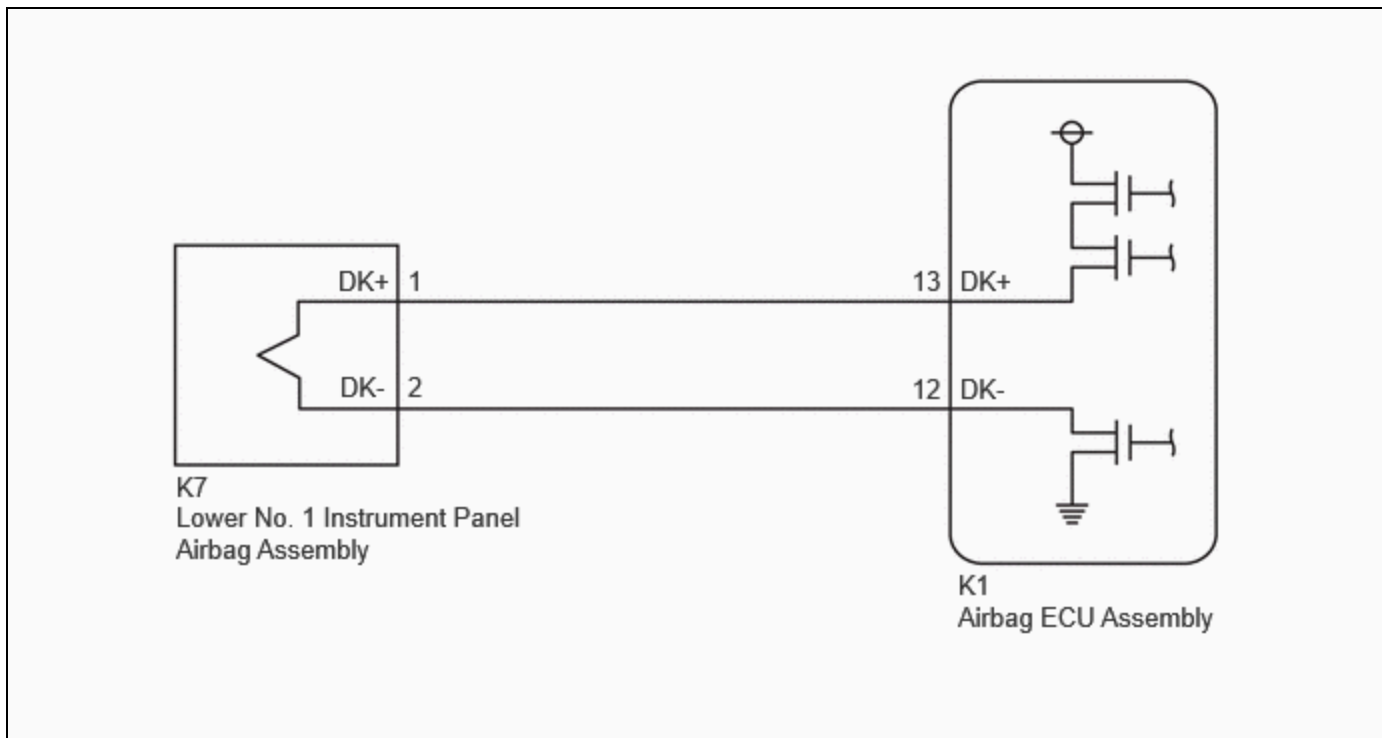 DK+ 1
13 DK+
DK- 2
12 DK-
K7
Lower No. 1 Instrument Panel
Airbag Assembly
K1
Airbag ECU Assembly